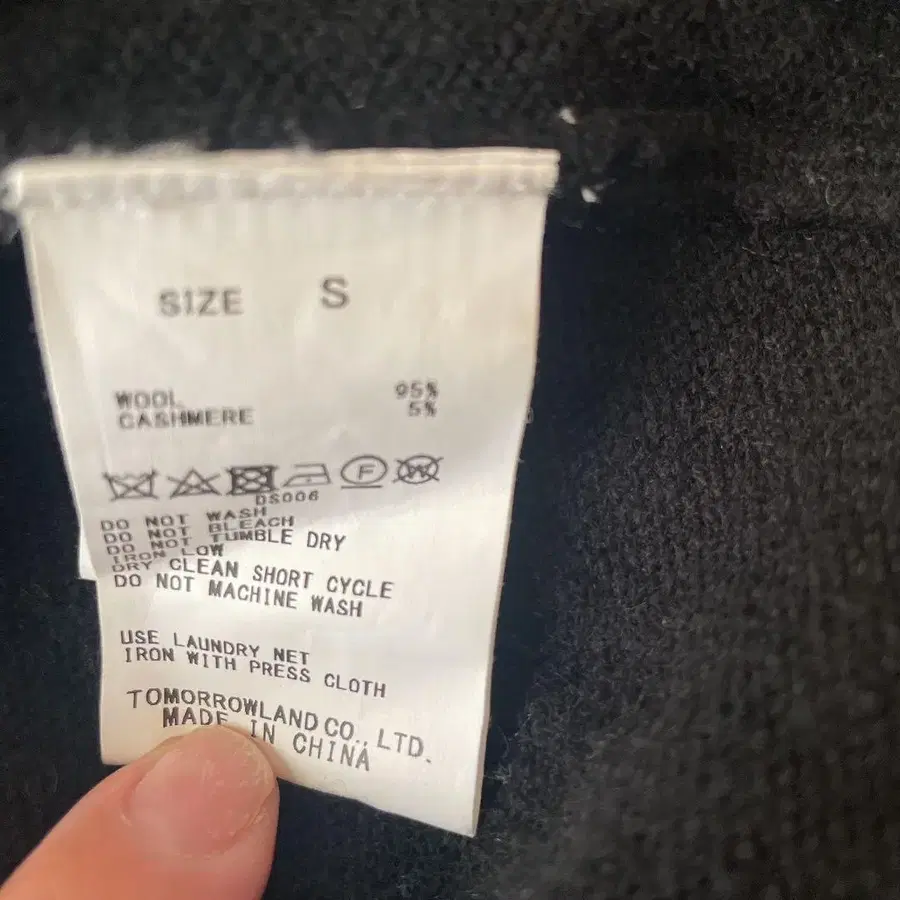 SIZE S
WOOL 95%
CASHMERE 5%
F W
DS006
DO NOT WASH
DO NOT BLEACH
DO NOT TUMBLE DRY
IRON LOW
DRY CLEAN SHORT CYCLE
DO NOT MACHINE WASH
USE LAUNDRY NET
IRON WITH PRESS CLOTH
TOMORROWLAND CO., LTD.
MADE IN CHINA